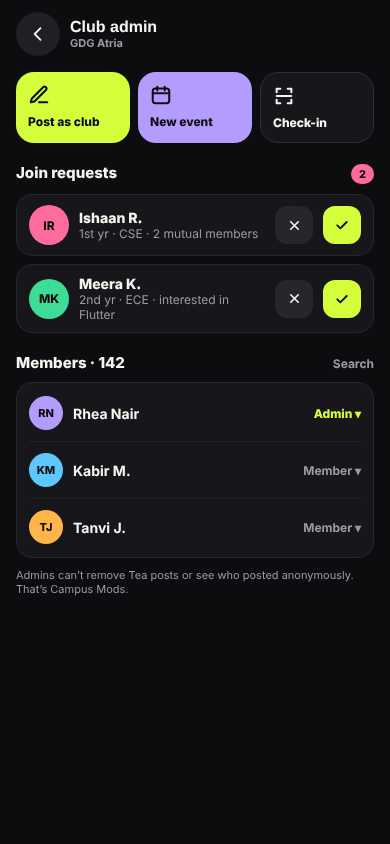 Club admin
GDG Atria
Post as club
New event
Check-in
Join requests
2
IR
Ishaan R.
1st yr · CSE · 2 mutual members
MK
Meera K.
2nd yr · ECE · interested in
Flutter
Members · 142
Search
RN
Rhea Nair
Admin ▾
KM
Kabir M.
Member ▾
TJ
Tanvi J.
Member ▾
Admins can’t remove Tea posts or see who posted anonymously.
That’s Campus Mods.